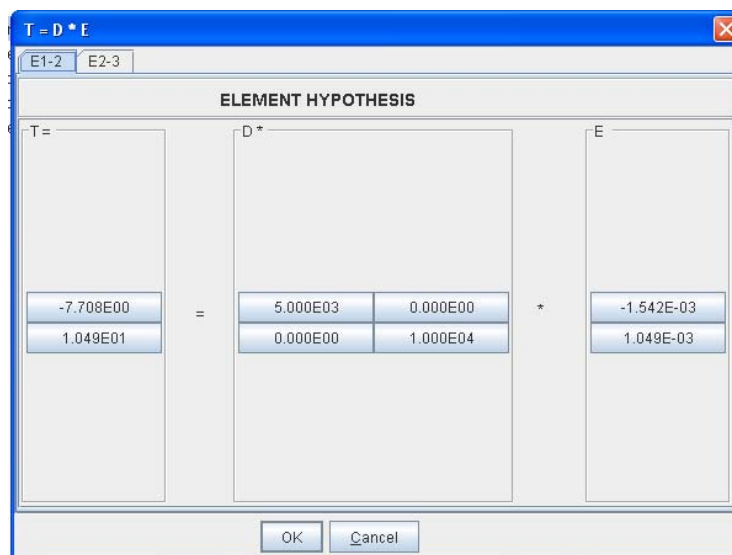 T = D * E
E1-2 E2-3
ELEMENT HYPOTHESIS
T = D * E
-7.708E00 = 5.000E03 0.000E00 * -1.542E-03
1.049E01 0.000E00 1.000E04 1.049E-03
OK Cancel